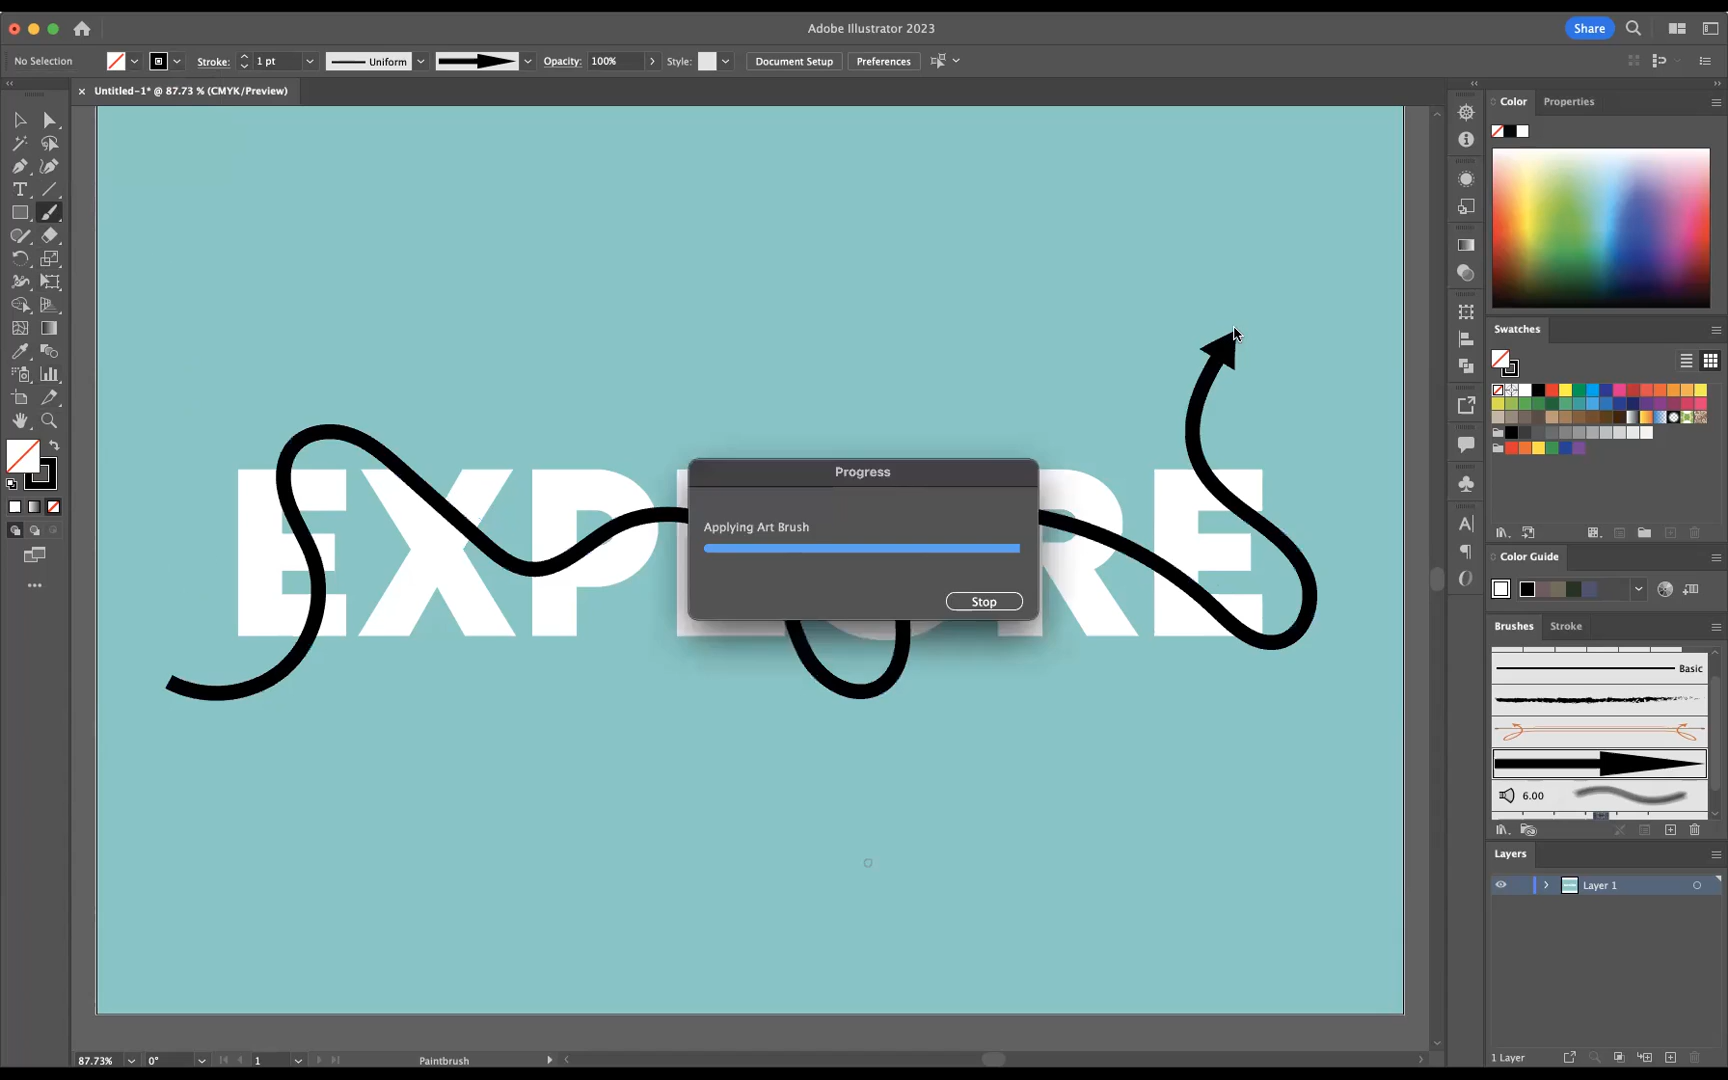 Adobe Illustrator 2023
Share
No Selection
Stroke:
1 pt
Uniform
Opacity:
100%
Style:
Document Setup
Preferences
Untitled-1* @ 87.73 % (CMYK/Preview)
Color
Properties
Swatches
EXPL RE
Progress
Applying Art Brush
Stop
Color Guide
Brushes
Stroke
Basic
6.00
Layers
Layer 1
87.73%
0°
1
Paintbrush
1 Layer